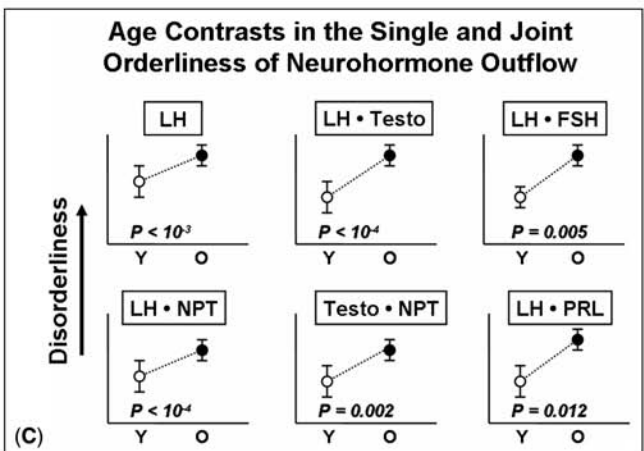 Age Contrasts in the Single and Joint
Orderliness of Neurohormone Outflow
Disorderliness
LH
P < 10⁻³
Y O
LH • Testo
P < 10⁻⁴
Y O
LH • FSH
P = 0.005
Y O
LH • NPT
P < 10⁻⁴
Y O
Testo • NPT
P = 0.002
Y O
LH • PRL
P = 0.012
Y O
(C)